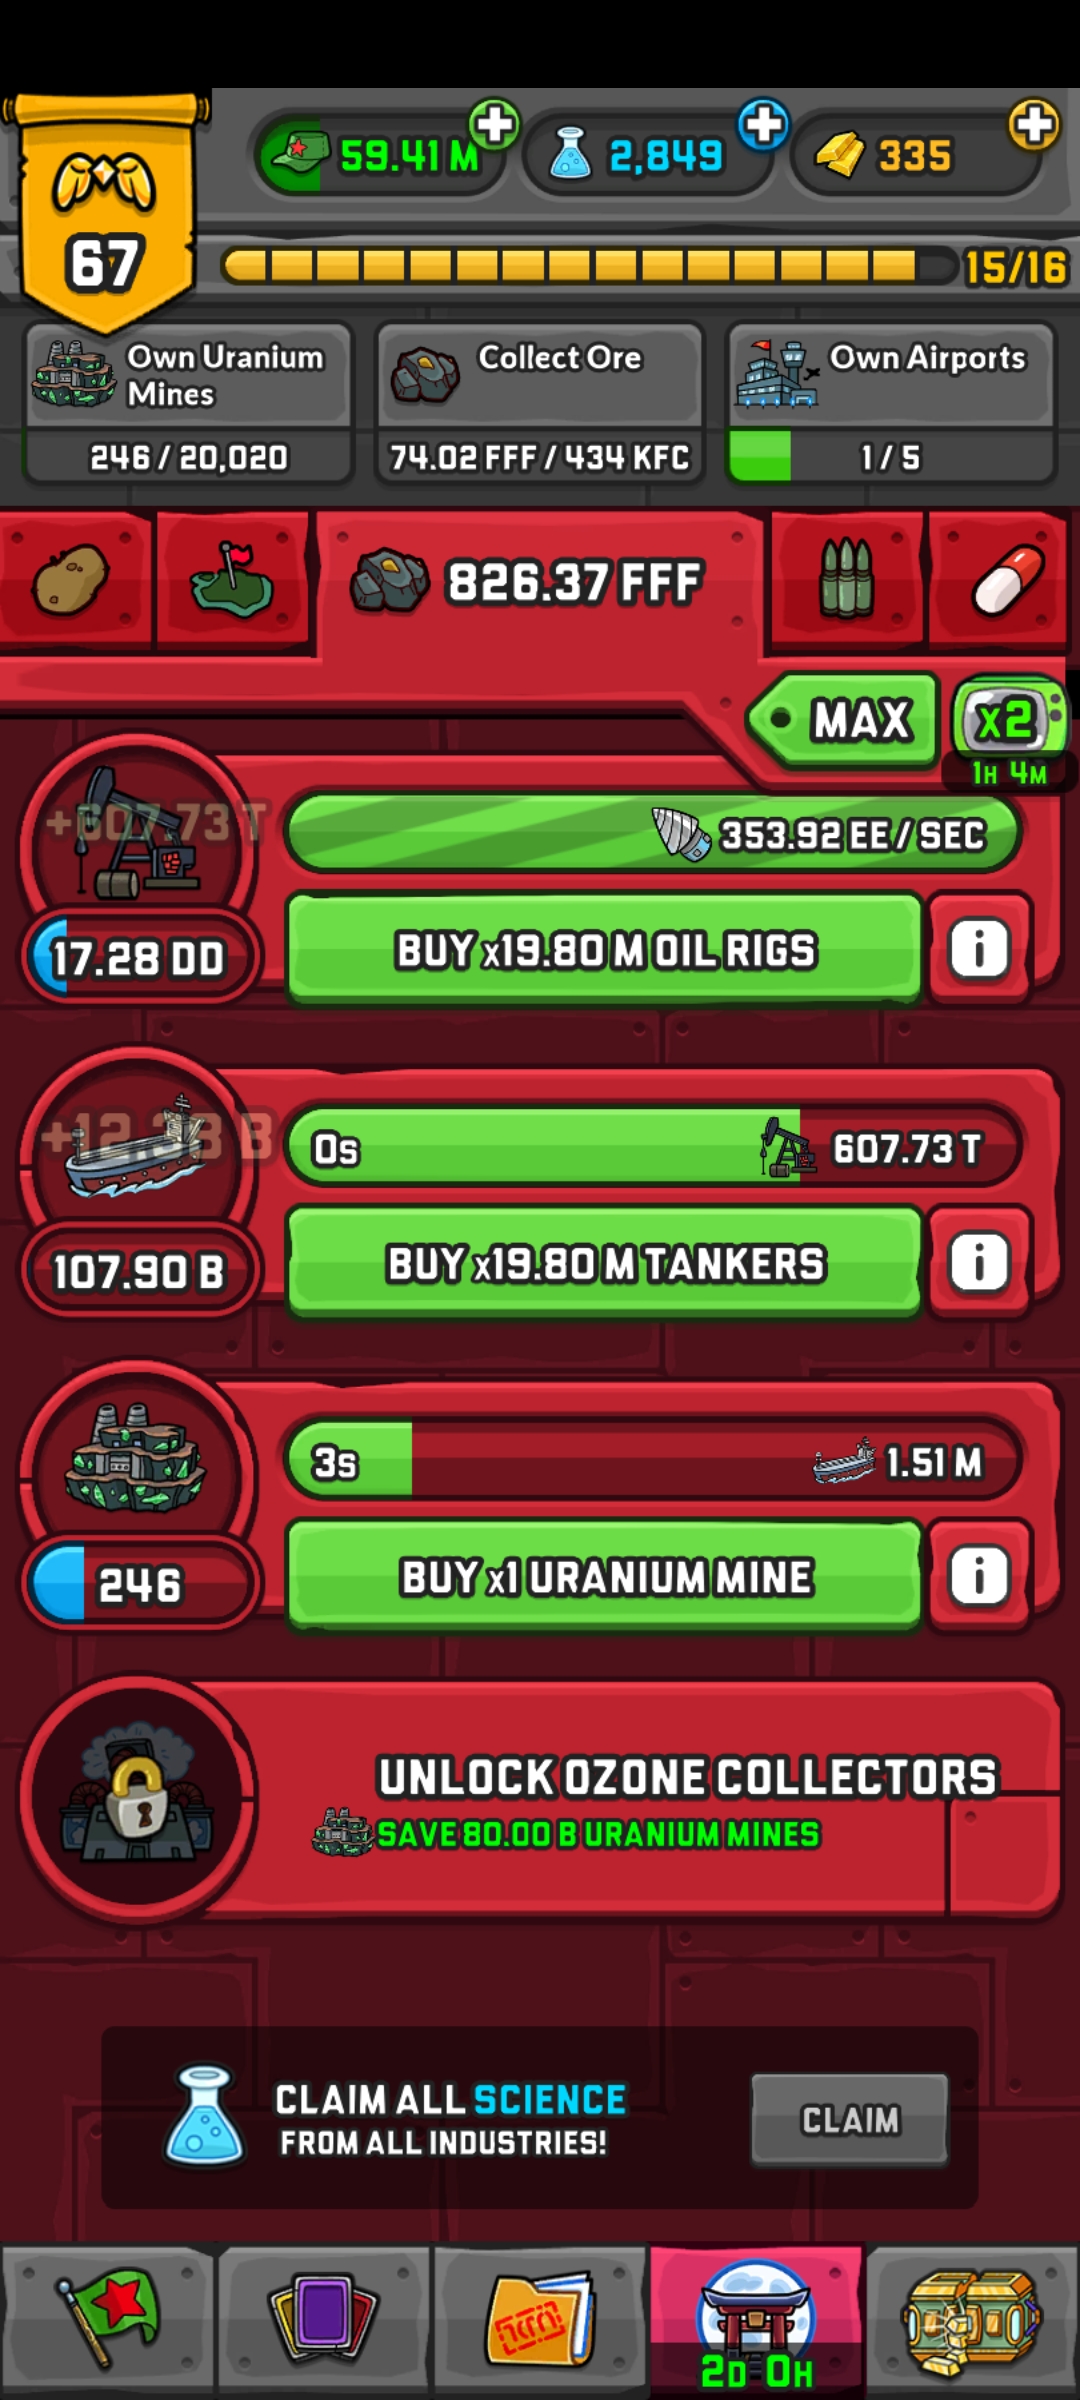 59.41 M
2,849
335
67
15/16
Own Uranium
Mines
246 / 20,020
Collect Ore
74.02 FFF / 434 KFC
Own Airports
1 / 5
826.37 FFF
MAX
X2
1H 4M
+607.73 T
353.92 EE / SEC
17.28 DD
BUY x19.80 M OIL RIGS
i
+12.38 B
0s
607.73 T
107.90 B
BUY x19.80 M TANKERS
i
3s
1.51 M
246
BUY x1 URANIUM MINE
i
UNLOCK OZONE COLLECTORS
SAVE 80.00 B URANIUM MINES
CLAIM ALL SCIENCE
FROM ALL INDUSTRIES!
CLAIM
2D 0H